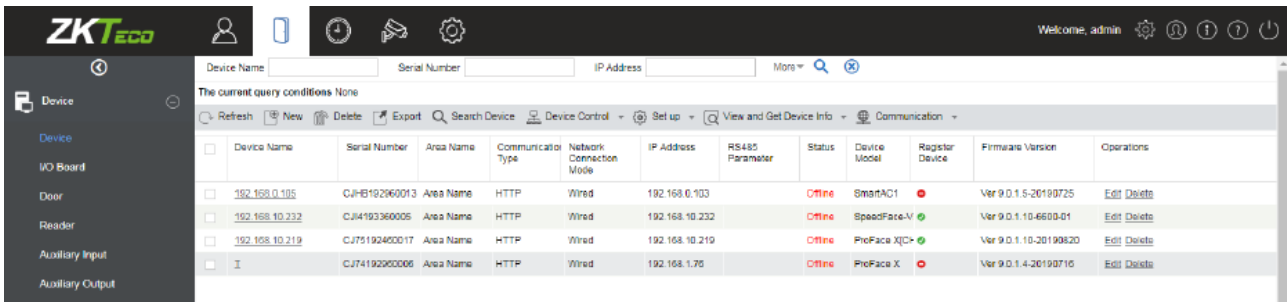 ZKTECO
Welcome, admin
Device Name Serial Number IP Address More
Device
The current query conditions None
Refresh New Delete Export Search Device Device Control Set up View and Get Device Info Communication
Device
I/O Board
Door
Reader
Auxiliary Input
Auxiliary Output
Device Name Serial Number Area Name Communication Type Network Connection Mode IP Address RS485 Parameter Status Device Model Register Device Firmware Version Operations
192.168.0.105 CJHB192960013 Area Name HTTP Wired 192.168.0.103 Offline SmartAC1 Ver 9.0.1.5-20190725 Edit Delete
192.168.10.232 CJI4193360005 Area Name HTTP Wired 192.168.10.232 Offline SpeedFace-V Ver 9.0.1.10-6600-01 Edit Delete
192.168.10.219 CJ75192460017 Area Name HTTP Wired 192.168.10.219 Offline ProFace X[CH Ver 9.0.1.10-20190820 Edit Delete
CJ74192960006 Area Name HTTP Wired 192.168.1.76 Offline ProFace X Ver 9.0.1.4-20190716 Edit Delete